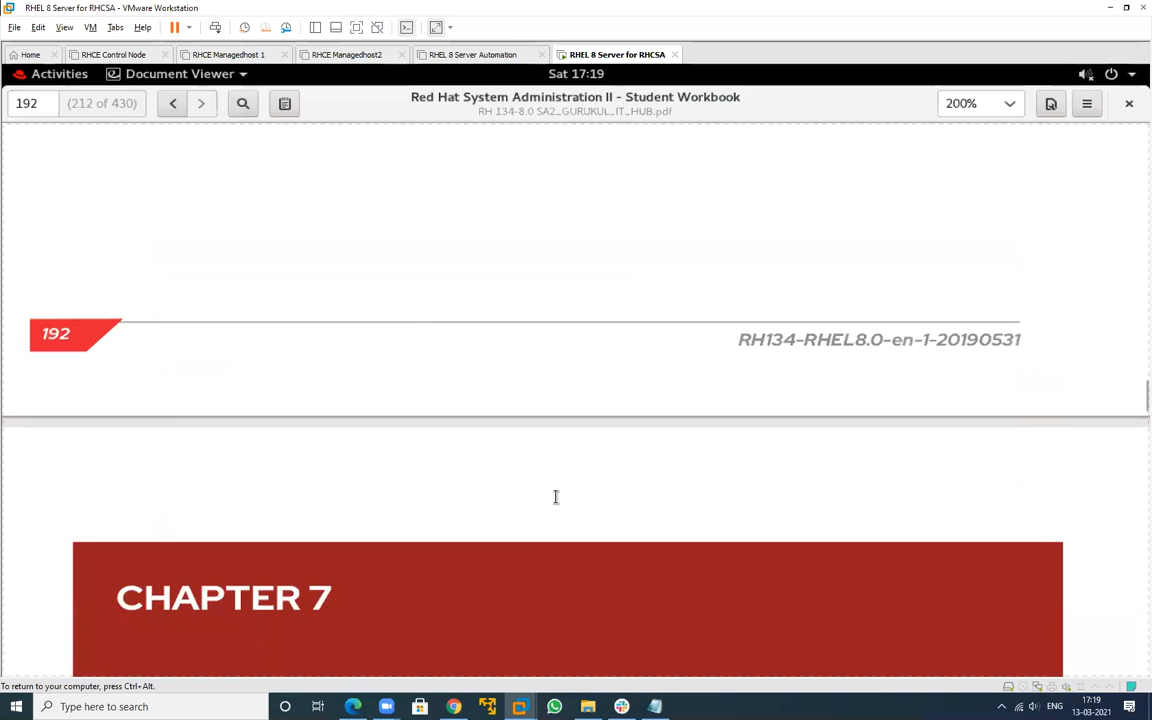 RHEL 8 Server for RHCSA - VMware Workstation
File Edit View VM Tabs Help
Home RHCE Control Node RHCE Managedhost 1 RHCE Managedhost2 RHEL 8 Server Automation RHEL 8 Server for RHCSA
Activities Document Viewer Sat 17:19
192 (212 of 430) Red Hat System Administration II - Student Workbook 200%
RH 134-8.0 SA2_GURUKUL_IT_HUB.pdf
192
RH134-RHEL8.0-en-1-20190531
CHAPTER 7
To return to your computer, press Ctrl+Alt.
Type here to search ENG 17:19
13-03-2021